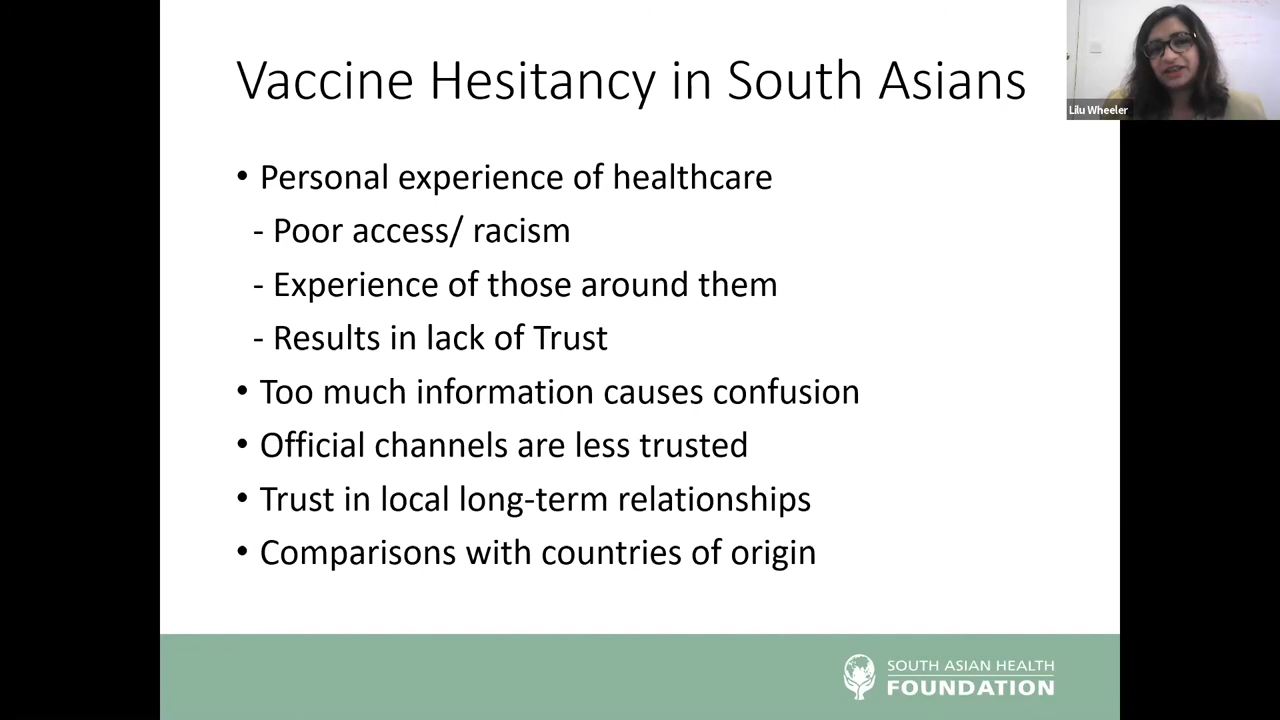 Vaccine Hesitancy in South Asians
Lilu Wheeler
• Personal experience of healthcare
- Poor access/ racism
- Experience of those around them
- Results in lack of Trust
• Too much information causes confusion
• Official channels are less trusted
• Trust in local long-term relationships
• Comparisons with countries of origin
SOUTH ASIAN HEALTH
FOUNDATION